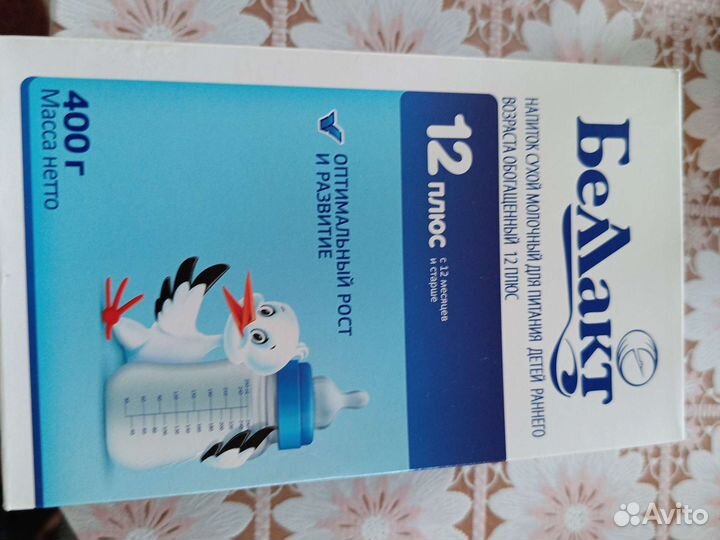 Беллакт
НАПИТОК СУХОЙ МОЛОЧНЫЙ ДЛЯ ПИТАНИЯ ДЕТЕЙ РАННЕГО
ВОЗРАСТА ОБОГАЩЕННЫЙ 12 ПЛЮС
12 плюс
с 12 месяцев
и старше
ОПТИМАЛЬНЫЙ РОСТ
И РАЗВИТИЕ
400 г
Масса нетто
Avito